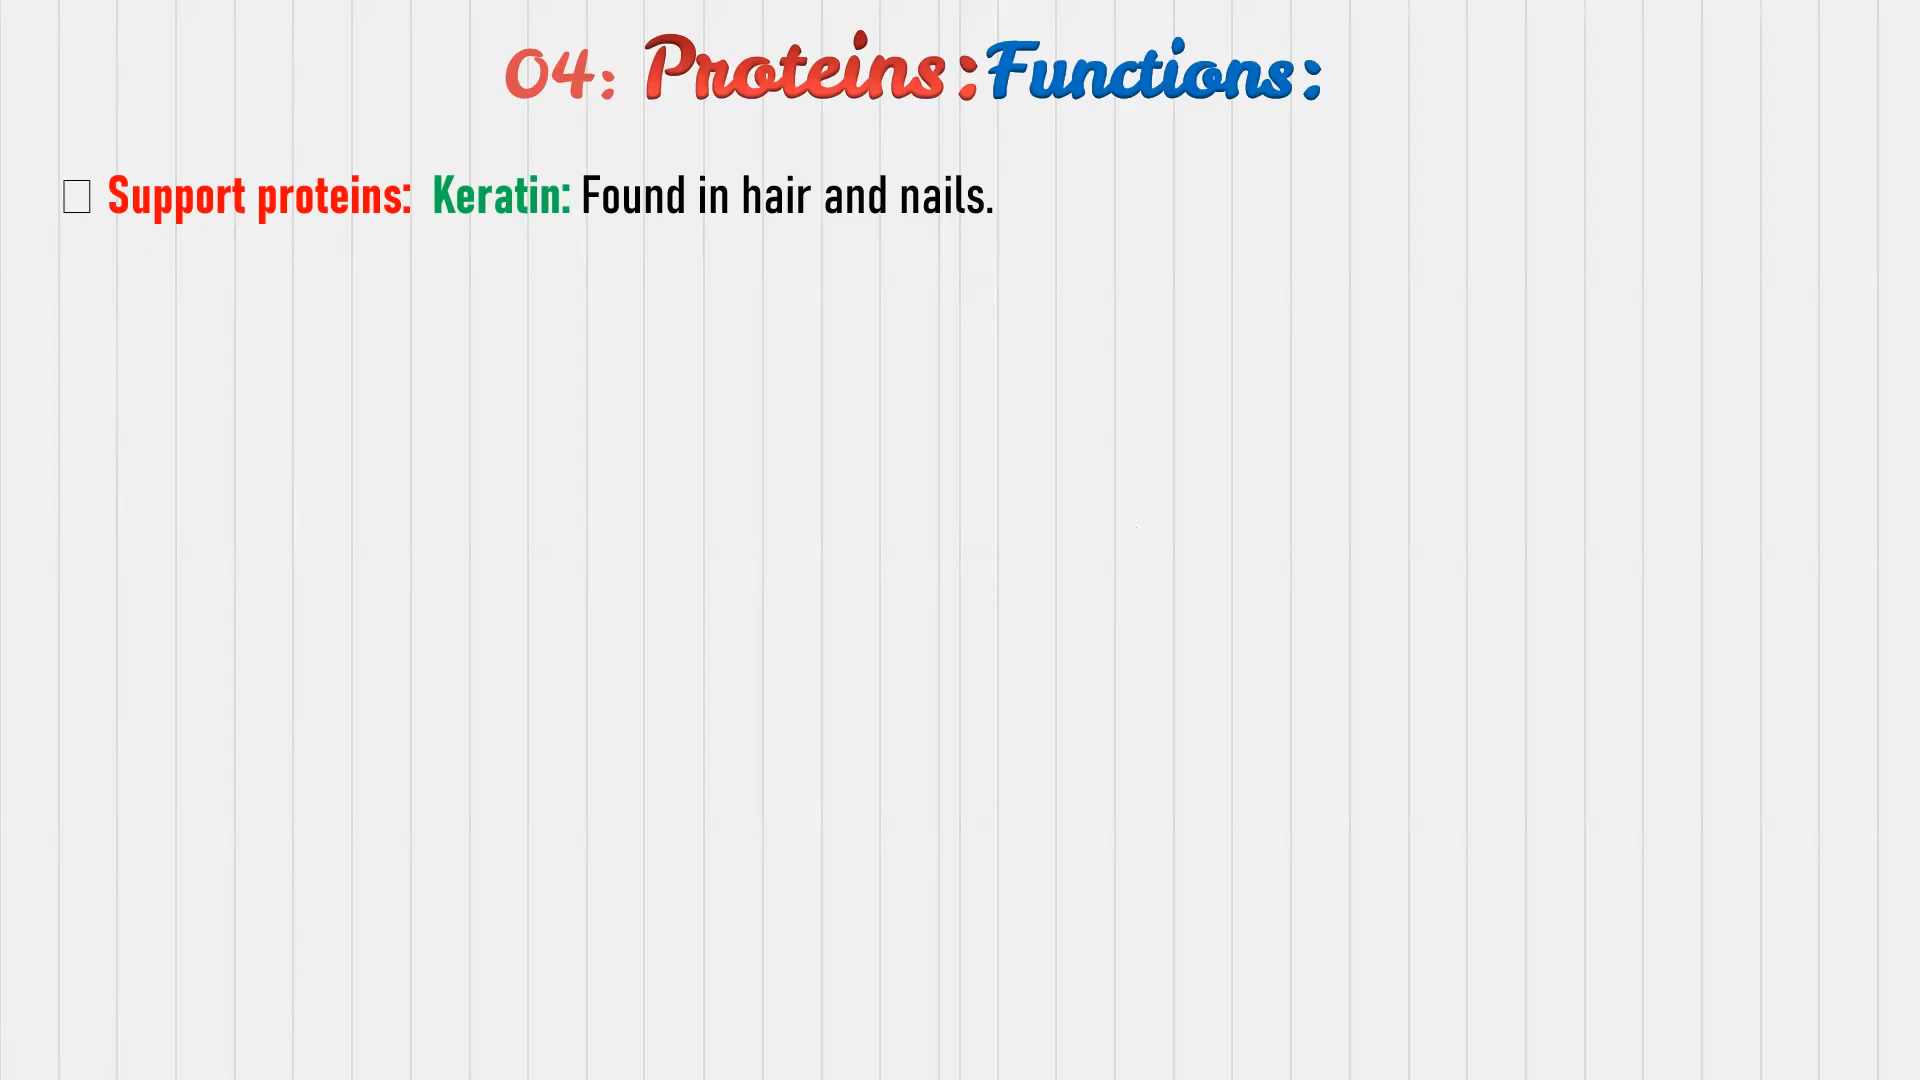 04: Proteins: Functions:
☐ Support proteins: Keratin: Found in hair and nails.